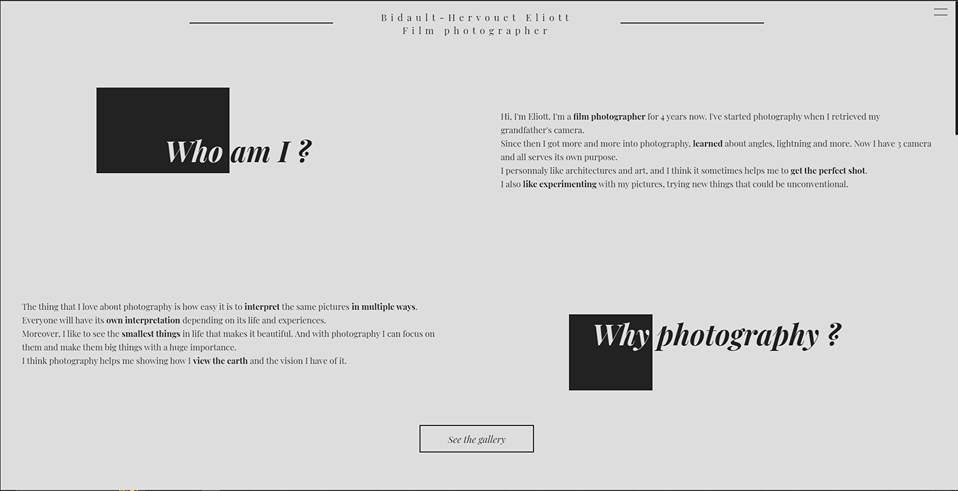 Bidault-Hervouet Eliott
Film photographer
Who am I ?
Hi, I'm Eliott. I'm a film photographer for 4 years now. I've started photography when I retrieved my
grandfather's camera.
Since then I got more and more into photography, learned about angles, lightning and more. Now I have 3 camera
and all serves its own purpose.
I personnaly like architectures and art, and I think it sometimes helps me to get the perfect shot.
I also like experimenting with my pictures, trying new things that could be unconventional.
The thing that I love about photography is how easy it is to interpret the same pictures in multiple ways.
Everyone will have its own interpretation depending on its life and experiences.
Moreover, I like to see the smallest things in life that makes it beautiful. And with photography I can focus on
them and make them big things with a huge importance.
I think photography helps me showing how I view the earth and the vision I have of it.
Why photography ?
See the gallery